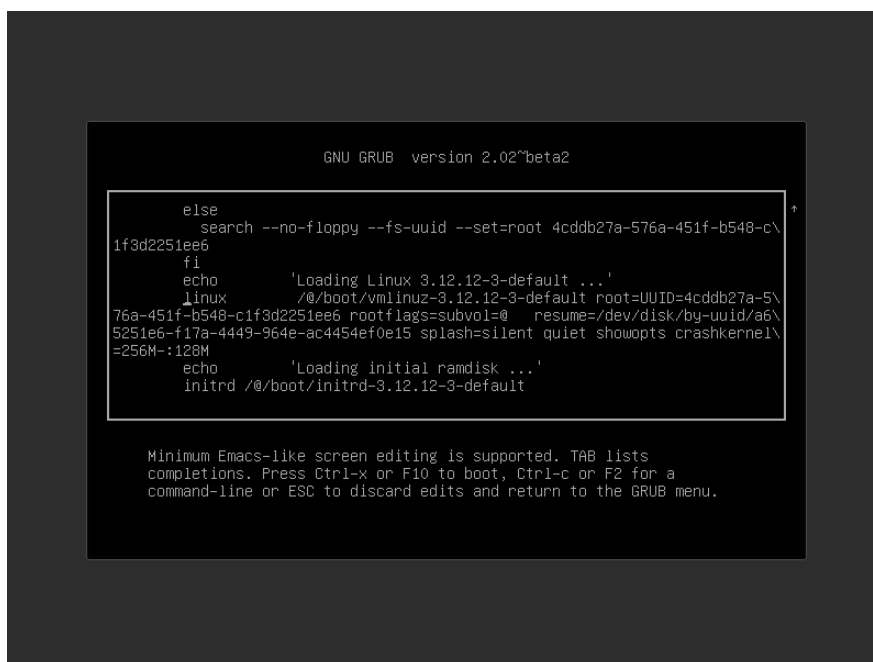 GNU GRUB  version 2.02~beta2
else
search --no-floppy --fs-uuid --set=root 4cddb27a-576a-451f-b548-c\
1f3d2251ee6
fi
echo 'Loading Linux 3.12.12-3-default ...'
linux /@/boot/vmlinuz-3.12.12-3-default root=UUID=4cddb27a-5\
76a-451f-b548-c1f3d2251ee6 rootflags=subvol=@ resume=/dev/disk/by-uuid/a6\
5251e6-f17a-4449-964e-ac4454ef0e15 splash=silent quiet showopts crashkernel\
=256M-:128M
echo 'Loading initial ramdisk ...'
initrd /@/boot/initrd-3.12.12-3-default
Minimum Emacs-like screen editing is supported. TAB lists
completions. Press Ctrl-x or F10 to boot, Ctrl-c or F2 for a
command-line or ESC to discard edits and return to the GRUB menu.